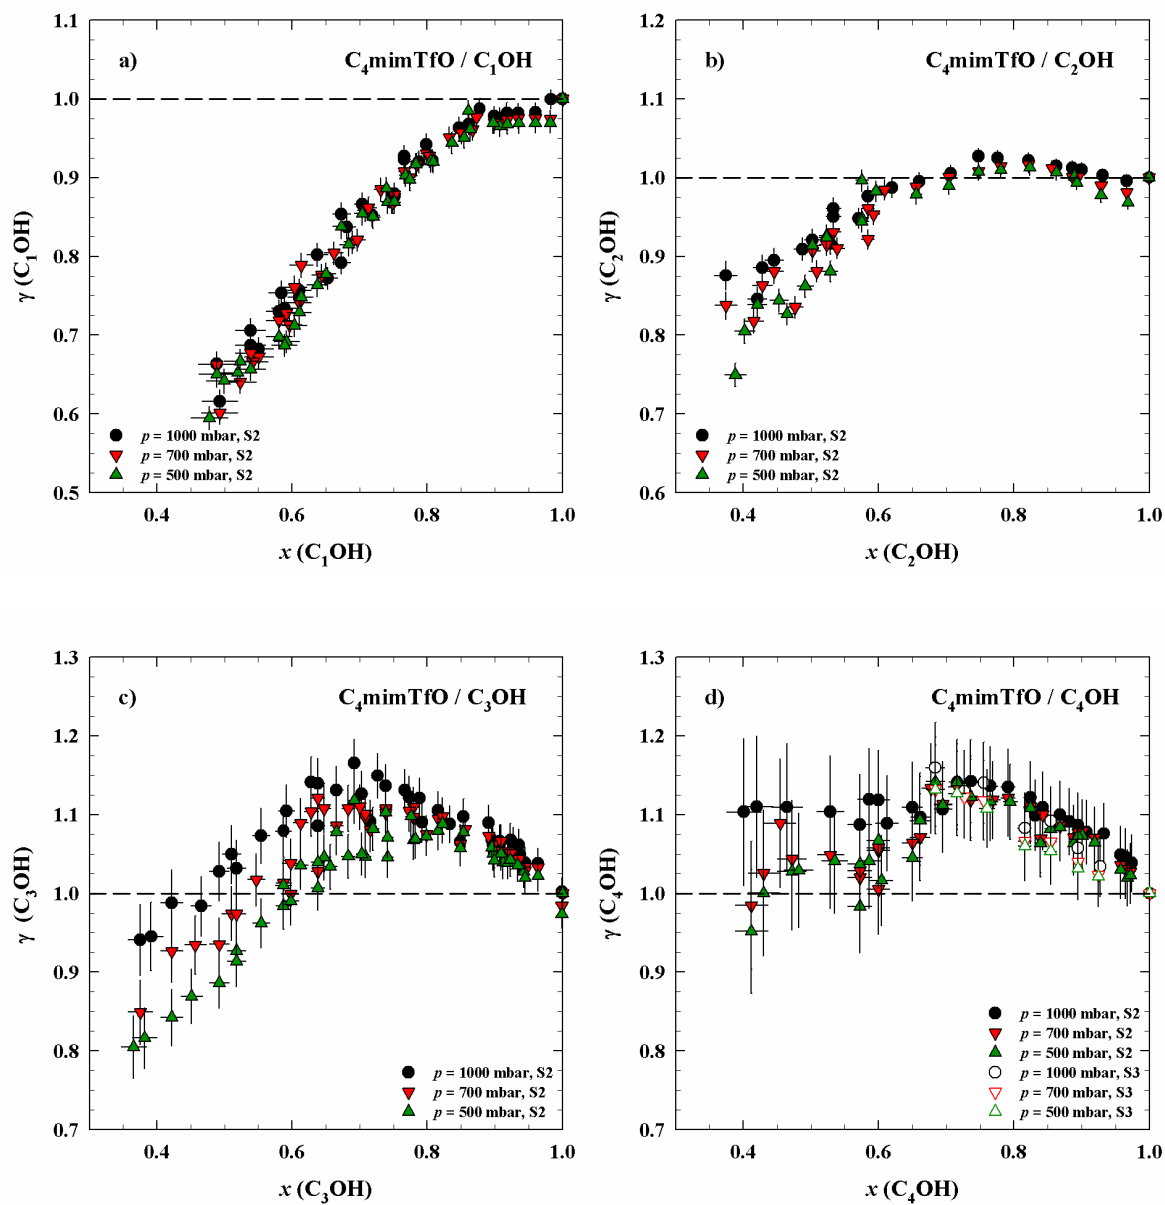 a)
C₄mimTfO / C₁OH
1.1
1.0
0.9
0.8
0.7
0.6
0.5
γ (C₁OH)
p = 1000 mbar, S2
p = 700 mbar, S2
p = 500 mbar, S2
0.4
0.6
0.8
1.0
x (C₁OH)
b)
C₄mimTfO / C₂OH
1.2
1.1
1.0
0.9
0.8
0.7
0.6
γ (C₂OH)
p = 1000 mbar, S2
p = 700 mbar, S2
p = 500 mbar, S2
0.4
0.6
0.8
1.0
x (C₂OH)
c)
C₄mimTfO / C₃OH
1.3
1.2
1.1
1.0
0.9
0.8
0.7
γ (C₃OH)
p = 1000 mbar, S2
p = 700 mbar, S2
p = 500 mbar, S2
0.4
0.6
0.8
1.0
x (C₃OH)
d)
C₄mimTfO / C₄OH
1.3
1.2
1.1
1.0
0.9
0.8
0.7
γ (C₄OH)
p = 1000 mbar, S2
p = 700 mbar, S2
p = 500 mbar, S2
p = 1000 mbar, S3
p = 700 mbar, S3
p = 500 mbar, S3
0.4
0.6
0.8
1.0
x (C₄OH)